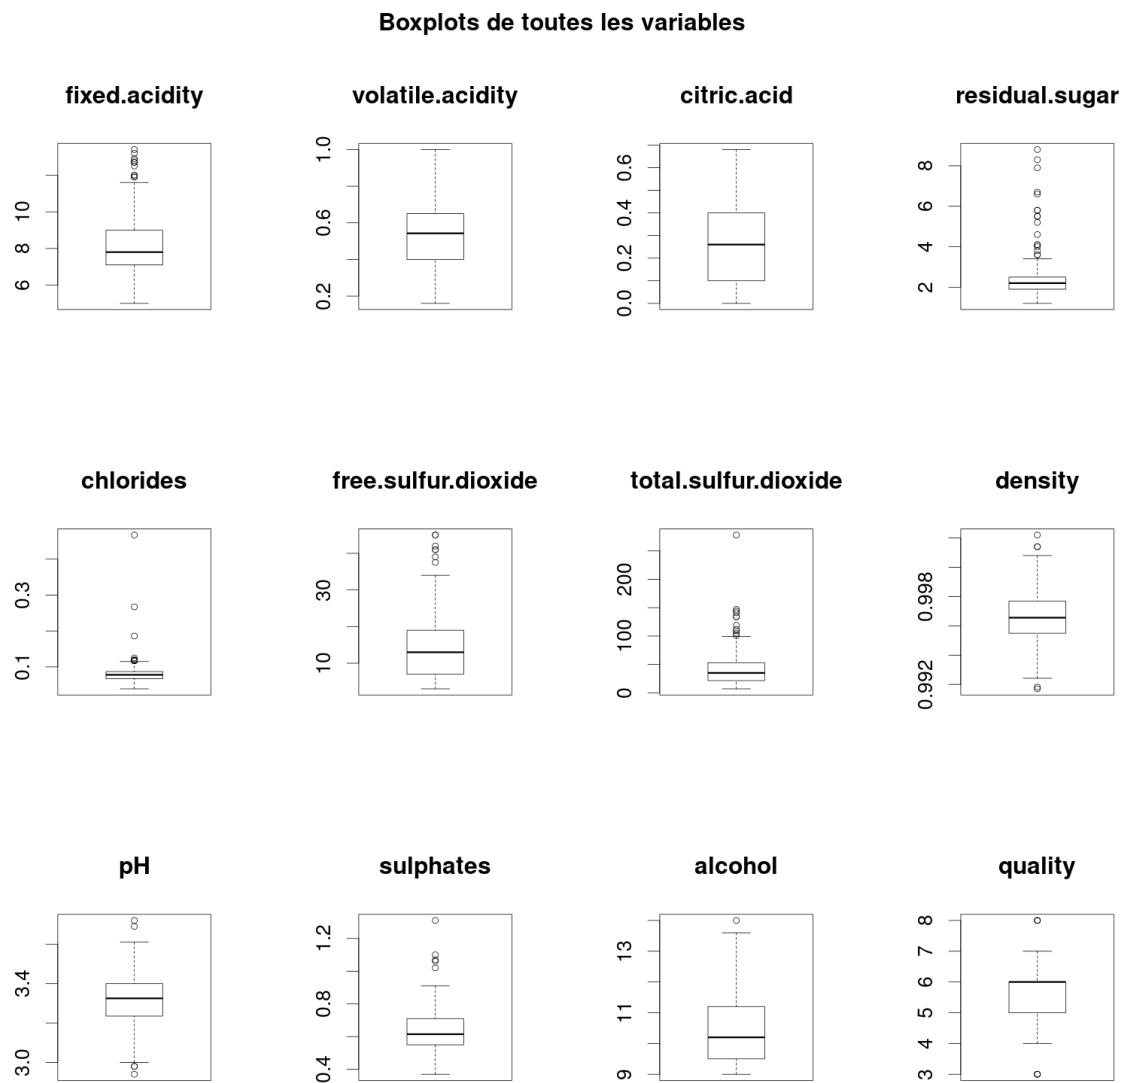 Boxplots de toutes les variables
fixed.acidity
6 8 10
volatile.acidity
0.2 0.6 1.0
citric.acid
0.0 0.2 0.4 0.6
residual.sugar
2 4 6 8
chlorides
0.1 0.3
free.sulfur.dioxide
10 30
total.sulfur.dioxide
0 100 200
density
0.992 0.998
pH
3.0 3.4
sulphates
0.4 0.8 1.2
alcohol
9 11 13
quality
3 4 5 6 7 8